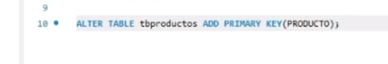 9
10 ALTER TABLE tbproductos ADD PRIMARY KEY(PRODUCTO);